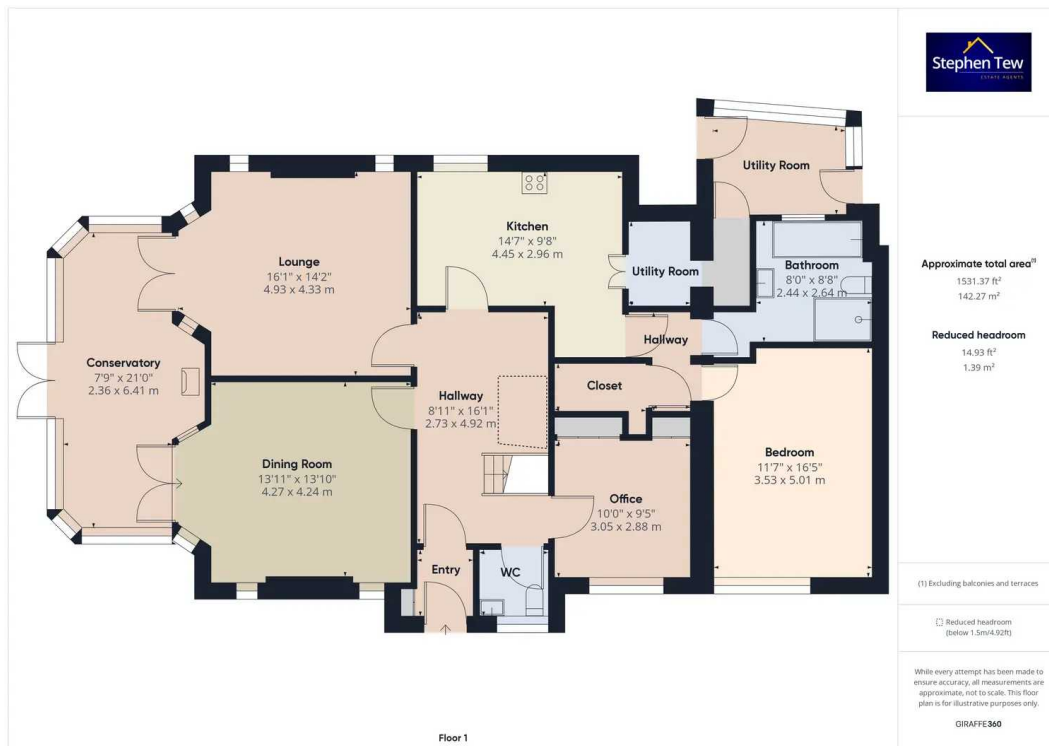 Stephen Tew
ESTATE AGENTS
Utility Room
Kitchen
14'7" x 9'8"
4.45 x 2.96 m
Lounge
16'1" x 14'2"
4.93 x 4.33 m
Utility Room
Bathroom
8'0" x 8'8"
2.44 x 2.64 m
Hallway
Conservatory
7'9" x 21'0"
2.36 x 6.41 m
Closet
Hallway
8'11" x 16'1"
2.73 x 4.92 m
Dining Room
13'11" x 13'10"
4.27 x 4.24 m
Bedroom
11'7" x 16'5"
3.53 x 5.01 m
Office
10'0" x 9'5"
3.05 x 2.88 m
Entry
WC
Floor 1
Approximate total area(1)
1531.37 ft²
142.27 m²
Reduced headroom
14.93 ft²
1.39 m²
(1) Excluding balconies and terraces
Reduced headroom
(below 1.5m/4.92ft)
While every attempt has been made to
ensure accuracy, all measurements are
approximate, not to scale. This floor
plan is for illustrative purposes only.
GIRAFFE360